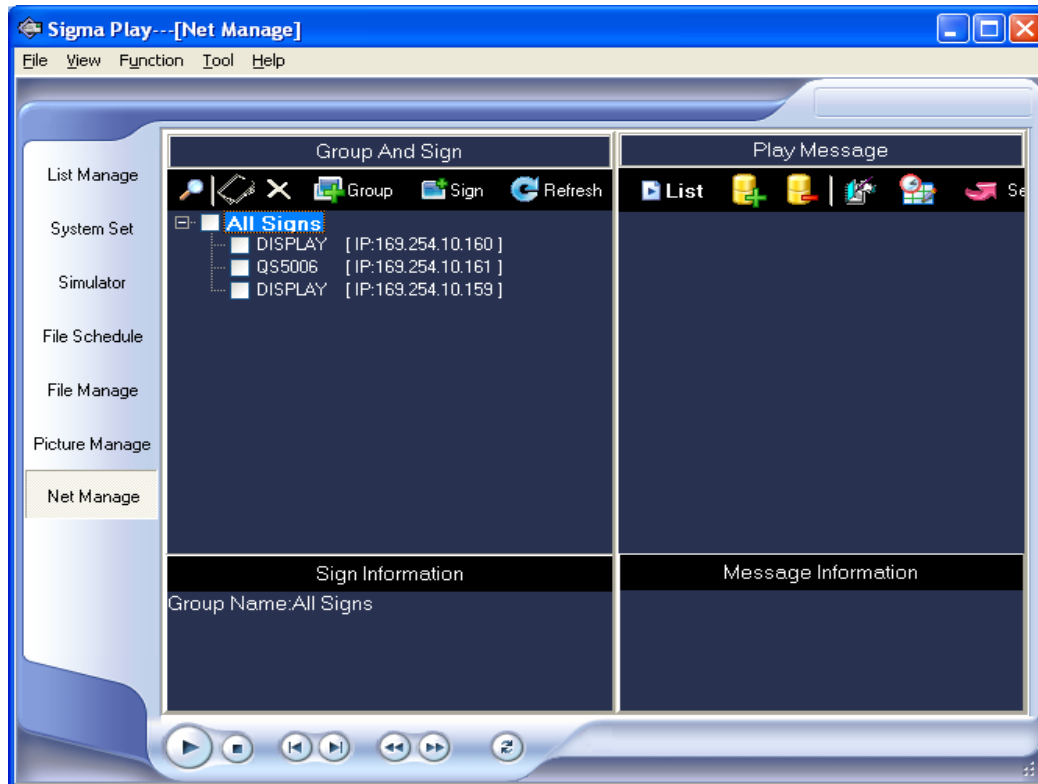 Sigma Play---[Net Manage]
File View Function Tool Help
List Manage
System Set
Simulator
File Schedule
File Manage
Picture Manage
Net Manage
Group And Sign
Group Sign Refresh
All Signs
DISPLAY [ IP:169.254.10.160 ]
QS5006 [ IP:169.254.10.161 ]
DISPLAY [ IP:169.254.10.159 ]
Sign Information
Group Name:All Signs
Play Message
List Se
Message Information